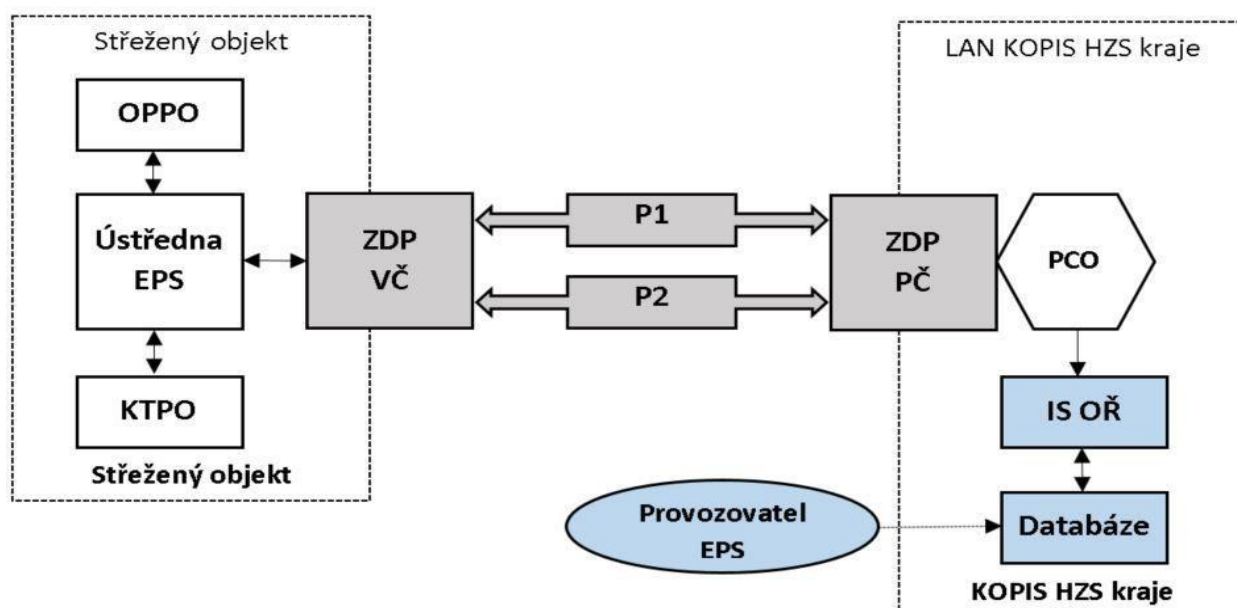 Střežený objekt
LAN KOPIS HZS kraje
OPPO
Ústředna
EPS
KTPO
Střežený objekt
ZDP
VČ
P1
P2
ZDP
PČ
PCO
IS OŘ
Databáze
Provozovatel
EPS
KOPIS HZS kraje